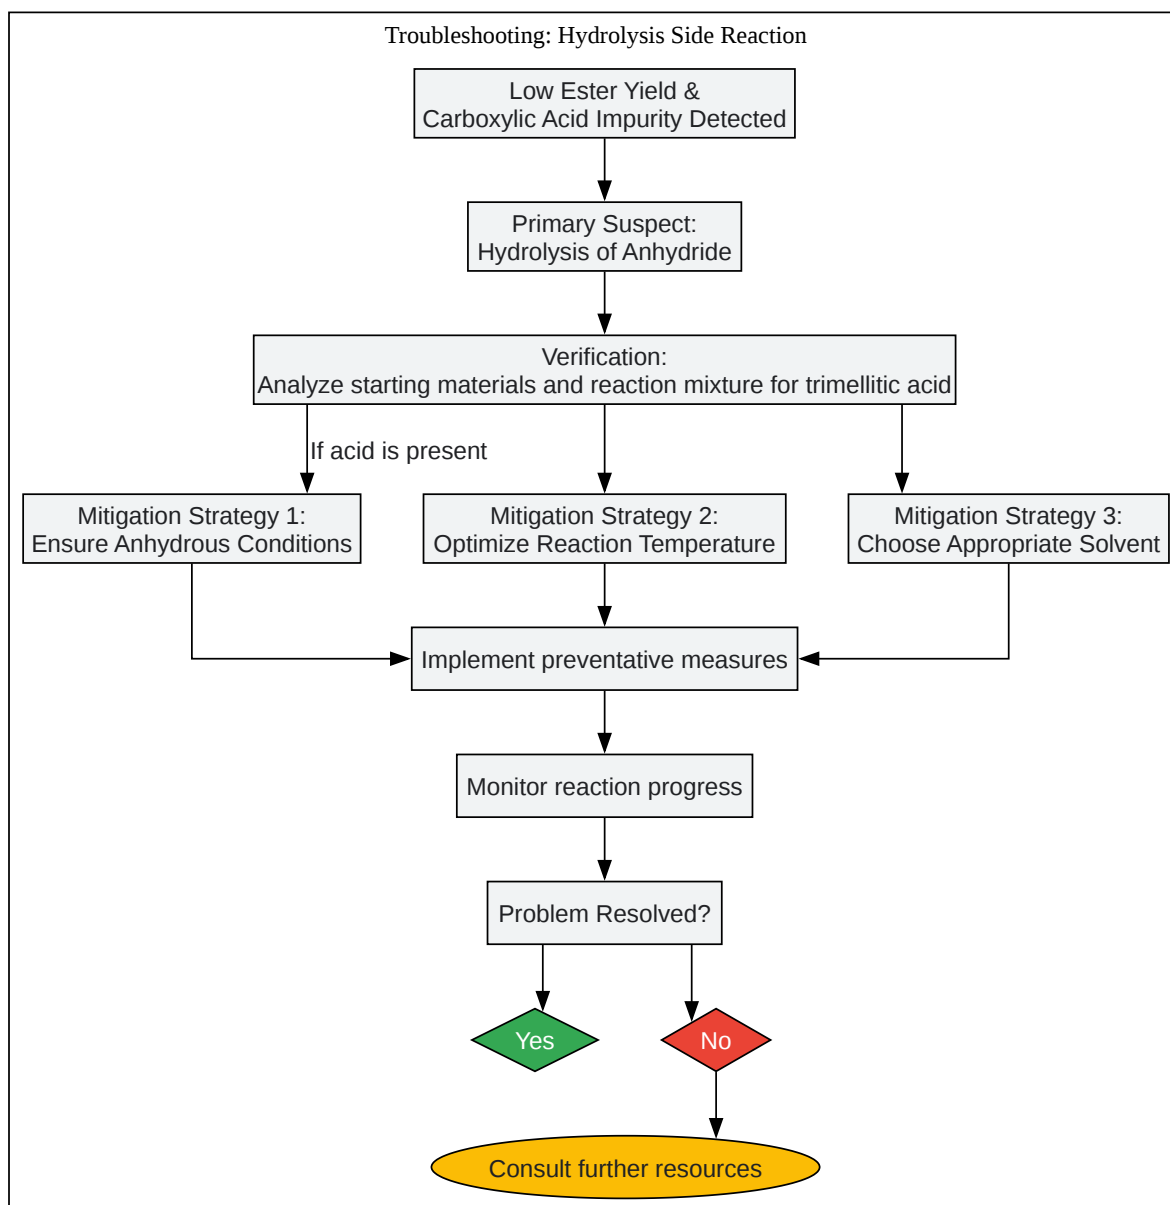 Troubleshooting: Hydrolysis Side Reaction
Low Ester Yield &
Carboxylic Acid Impurity Detected
Primary Suspect:
Hydrolysis of Anhydride
Verification:
Analyze starting materials and reaction mixture for trimellitic acid
If acid is present
Mitigation Strategy 1:
Ensure Anhydrous Conditions
Mitigation Strategy 2:
Optimize Reaction Temperature
Mitigation Strategy 3:
Choose Appropriate Solvent
Implement preventative measures
Monitor reaction progress
Problem Resolved?
Yes
No
Consult further resources